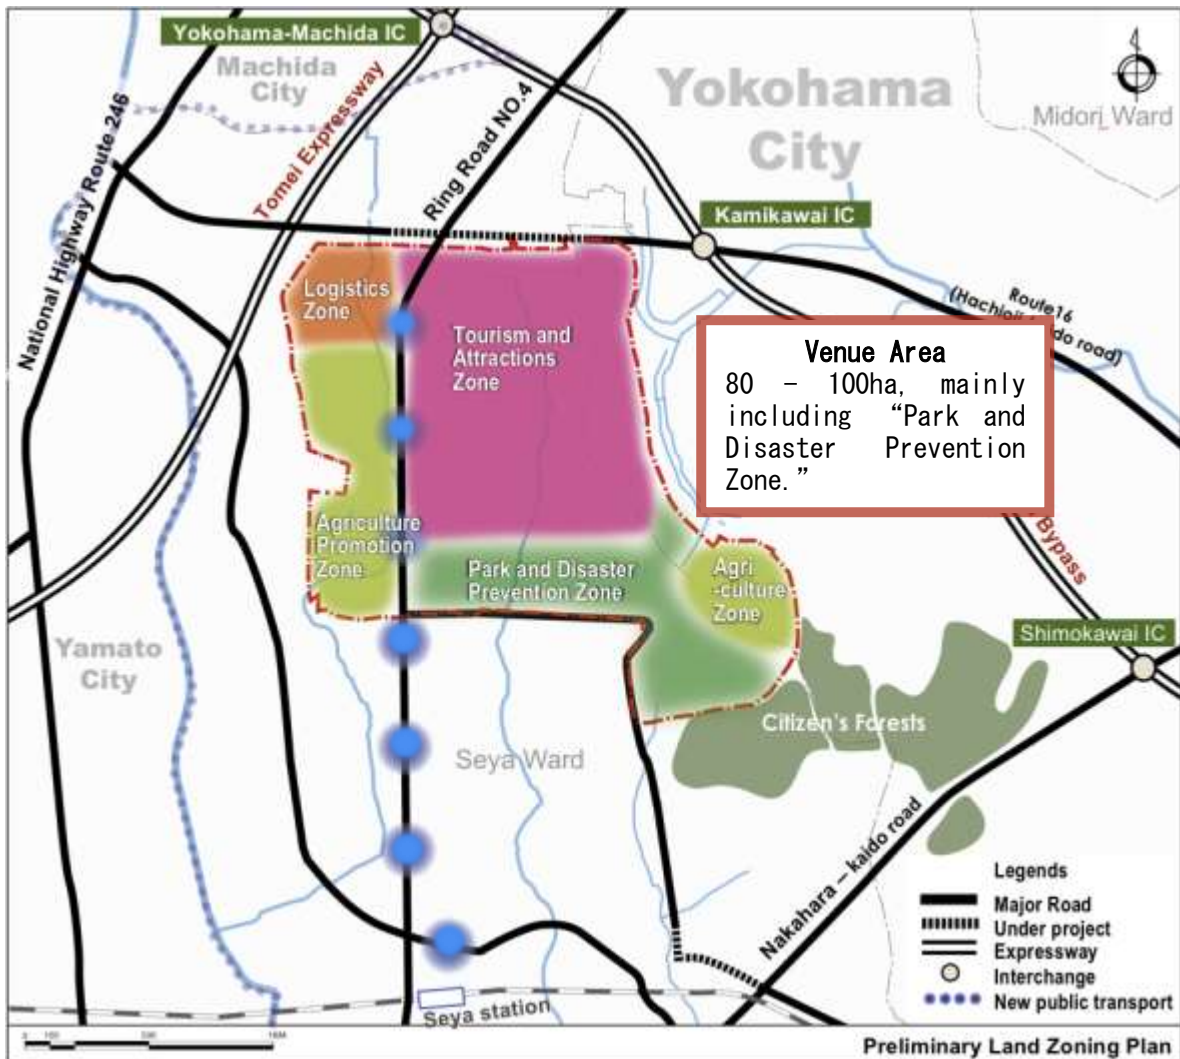 Yokohama-Machida IC
Machida
City
Yokohama
City
Midori Ward
National Highway Route 246
Tomei Expressway
Ring Road NO.4
Kamikawai IC
Route16
(Hachioji
do road)
Logistics
Zone
Tourism and
Attractions
Zone
Venue Area
80 – 100ha, mainly
including “Park and
Disaster Prevention
Zone.”
Bypass
Agriculture
Promotion
Zone
Park and Disaster
Prevention Zone
Agri
-culture
Zone
Shimokawai IC
Yamato
City
Citizen's Forests
Seya Ward
Nakahara – kaido road
Seya station
Legends
Major Road
Under project
Expressway
Interchange
New public transport
Preliminary Land Zoning Plan